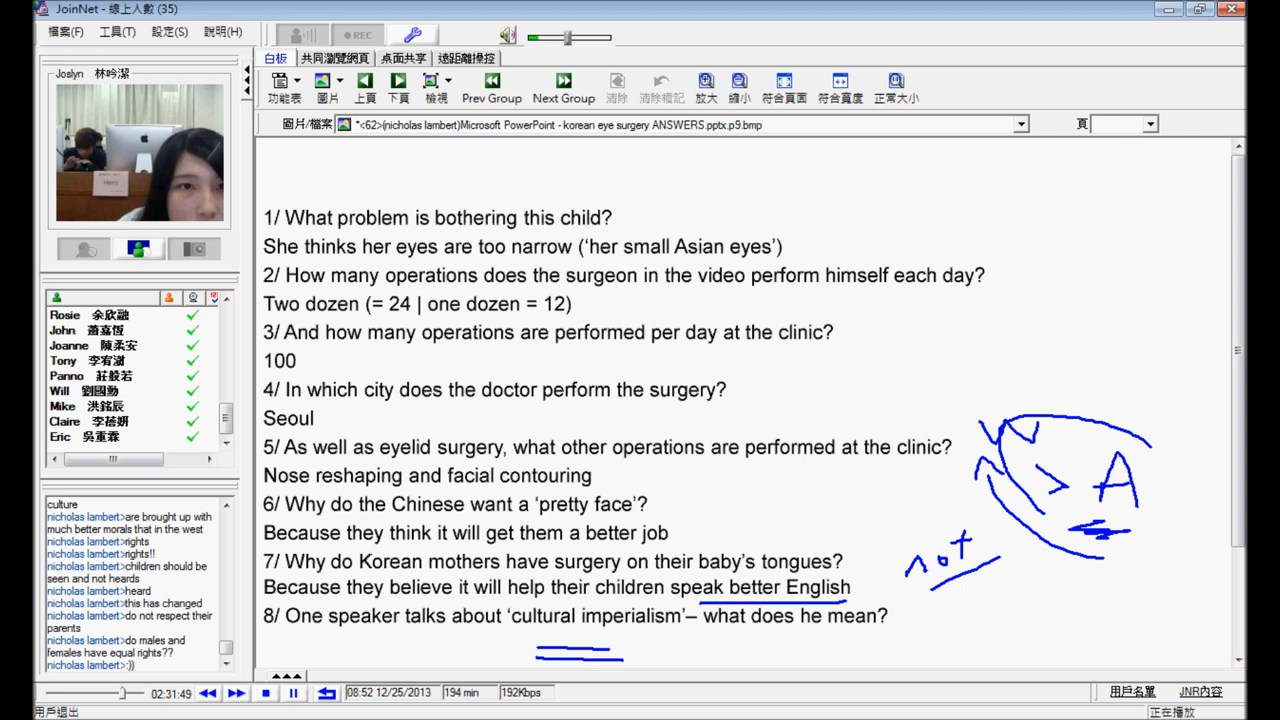 JoinNet - 線上人數 (35)
檔案(F) 工具(T) 設定(S) 說明(H)
REC
白板 共同瀏覽網頁 桌面共享 遠距離操控
功能表 圖片 上頁 下頁 檢視 Prev Group Next Group 清除 清除標記 放大 縮小 符合頁面 符合寬度 正常大小
圖片/檔案 *<62>(nicholas lambert)Microsoft PowerPoint - korean eye surgery ANSWERS.pptx.p9.bmp 頁
Joslyn 林吟潔
Rosie 余欣融
John 蕭嘉恆
Joanne 陳柔安
Tony 李宥澍
Panno 莊般若
Will 劉國勳
Mike 洪銘辰
Claire 李蓓妍
Eric 吳重霖
culture
nicholas lambert>are brought up with
much better morals that in the west
nicholas lambert>rights
nicholas lambert>rights!!
nicholas lambert>children should be
seen and not heards
nicholas lambert>heard
nicholas lambert>this has changed
nicholas lambert>do not respect their
parents
nicholas lambert>do males and
females have equal rights??
nicholas lambert>:))
1/ What problem is bothering this child?
She thinks her eyes are too narrow (‘her small Asian eyes’)
2/ How many operations does the surgeon in the video perform himself each day?
Two dozen (= 24 | one dozen = 12)
3/ And how many operations are performed per day at the clinic?
100
4/ In which city does the doctor perform the surgery?
Seoul
5/ As well as eyelid surgery, what other operations are performed at the clinic?
Nose reshaping and facial contouring
6/ Why do the Chinese want a ‘pretty face’?
Because they think it will get them a better job
7/ Why do Korean mothers have surgery on their baby’s tongues?
Because they believe it will help their children speak better English
8/ One speaker talks about ‘cultural imperialism’– what does he mean?
W > A
not
02:31:49 08:52 12/25/2013 194 min 192Kbps 用戶名單 JNR內容
用戶退出 正在播放